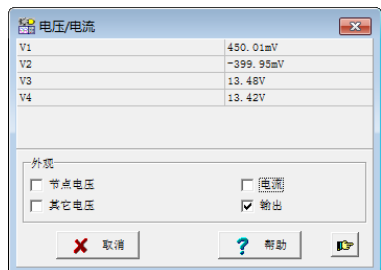 电压/电流
V1 450.01mV
V2 -399.95mV
V3 13.48V
V4 13.42V
外观
节点电压 电流
其它电压 输出
取消 ? 帮助